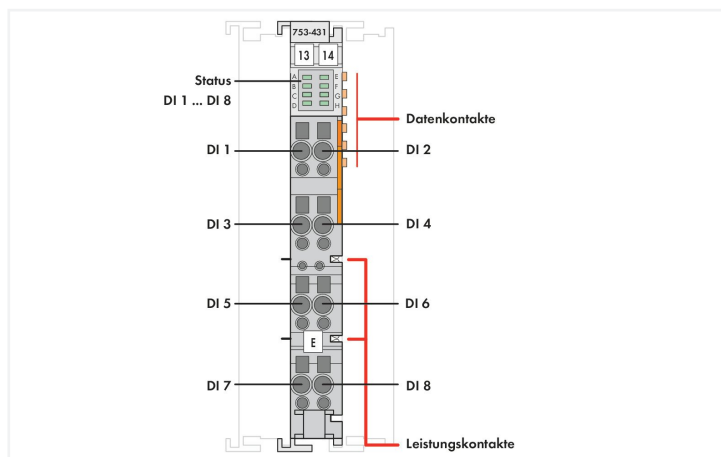 753-431
13 14
A E
B F
C G
D H
Status
DI 1 ... DI 8
Datenkontakte
DI 1 DI 2
DI 3 DI 4
DI 5 DI 6
E
DI 7 DI 8
Leistungskontakte